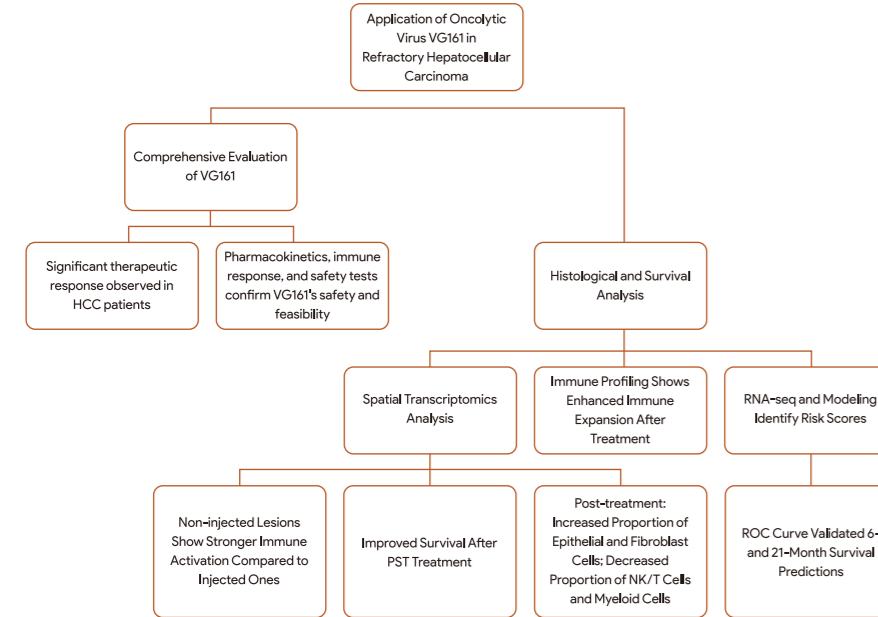 Application of Oncolytic
Virus VG161 in
Refractory Hepatocellular
Carcinoma
Comprehensive Evaluation
of VG161
Significant therapeutic
response observed in
HCC patients
Pharmacokinetics, immune
response, and safety tests
confirm VG161's safety and
feasibility
Histological and Survival
Analysis
Spatial Transcriptomics
Analysis
Immune Profiling Shows
Enhanced Immune
Expansion After
Treatment
RNA-seq and Modeling
Identify Risk Scores
Non-injected Lesions
Show Stronger Immune
Activation Compared to
Injected Ones
Improved Survival After
PST Treatment
Post-treatment:
Increased Proportion of
Epithelial and Fibroblast
Cells; Decreased
Proportion of NK/T Cells
and Myeloid Cells
ROC Curve Validated 6-
and 21-Month Survival
Predictions